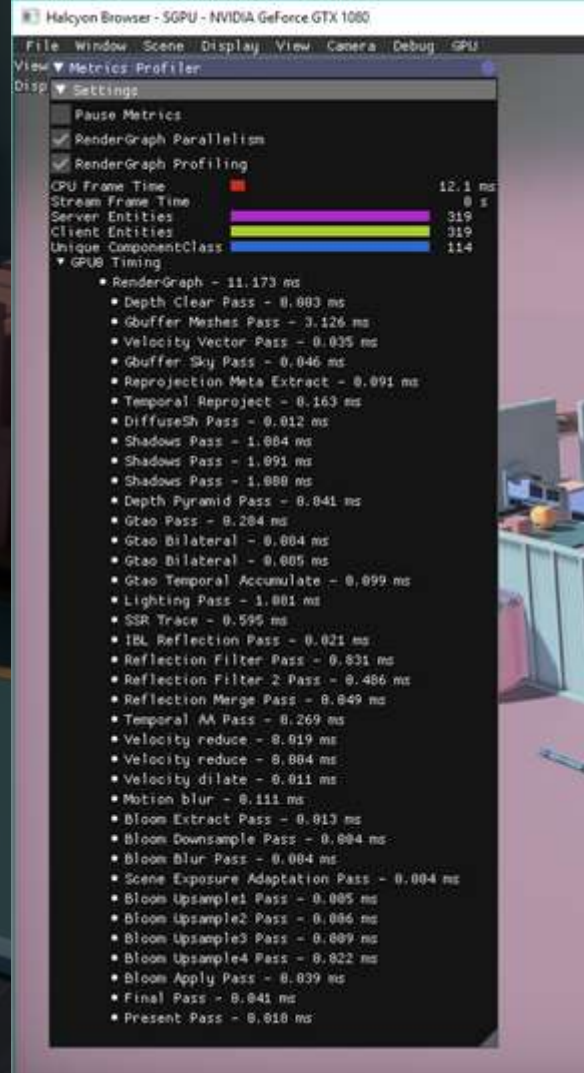 Halcyon Browser - SGPU - NVIDIA GeForce GTX 1080
File Window Scene Display View Camera Debug GPU
View ▼ Metrics Profiler
Disp ▼ Settings
Pause Metrics
RenderGraph Parallelism
RenderGraph Profiling
CPU Frame Time 12.1 ms
Stream Frame Time 0 s
Server Entities 319
Client Entities 319
Unique ComponentClass 114
▼ GPU0 Timing
• RenderGraph - 11.173 ms
• Depth Clear Pass - 0.003 ms
• Gbuffer Meshes Pass - 3.126 ms
• Velocity Vector Pass - 0.035 ms
• Gbuffer Sky Pass - 0.046 ms
• Reprojection Meta Extract - 0.091 ms
• Temporal Reproject - 0.163 ms
• DiffuseSh Pass - 0.012 ms
• Shadows Pass - 1.084 ms
• Shadows Pass - 1.091 ms
• Shadows Pass - 1.088 ms
• Depth Pyramid Pass - 0.041 ms
• Gtao Pass - 0.284 ms
• Gtao Bilateral - 0.084 ms
• Gtao Bilateral - 0.085 ms
• Gtao Temporal Accumulate - 0.099 ms
• Lighting Pass - 1.081 ms
• SSR Trace - 0.595 ms
• IBL Reflection Pass - 0.021 ms
• Reflection Filter Pass - 0.831 ms
• Reflection Filter 2 Pass - 0.486 ms
• Reflection Merge Pass - 0.049 ms
• Temporal AA Pass - 0.269 ms
• Velocity reduce - 0.019 ms
• Velocity reduce - 0.004 ms
• Velocity dilate - 0.011 ms
• Motion blur - 0.111 ms
• Bloom Extract Pass - 0.013 ms
• Bloom Downsample Pass - 0.004 ms
• Bloom Blur Pass - 0.004 ms
• Scene Exposure Adaptation Pass - 0.004 ms
• Bloom Upsample1 Pass - 0.005 ms
• Bloom Upsample2 Pass - 0.006 ms
• Bloom Upsample3 Pass - 0.009 ms
• Bloom Upsample4 Pass - 0.022 ms
• Bloom Apply Pass - 0.039 ms
• Final Pass - 0.041 ms
• Present Pass - 0.010 ms